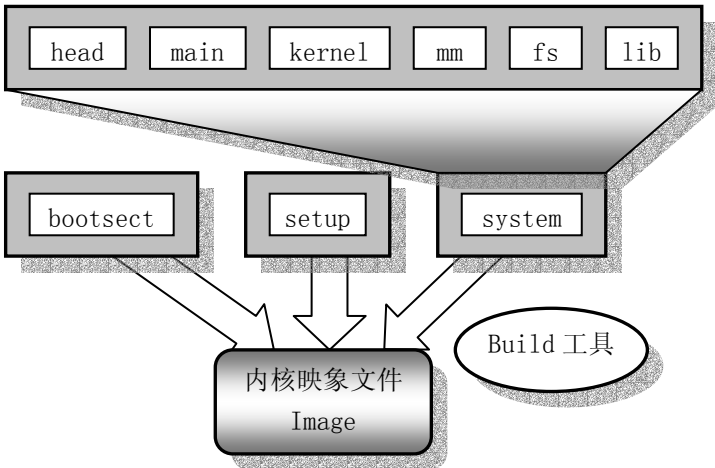 head main kernel mm fs lib
bootsect setup system
Build 工具
内核映象文件
Image